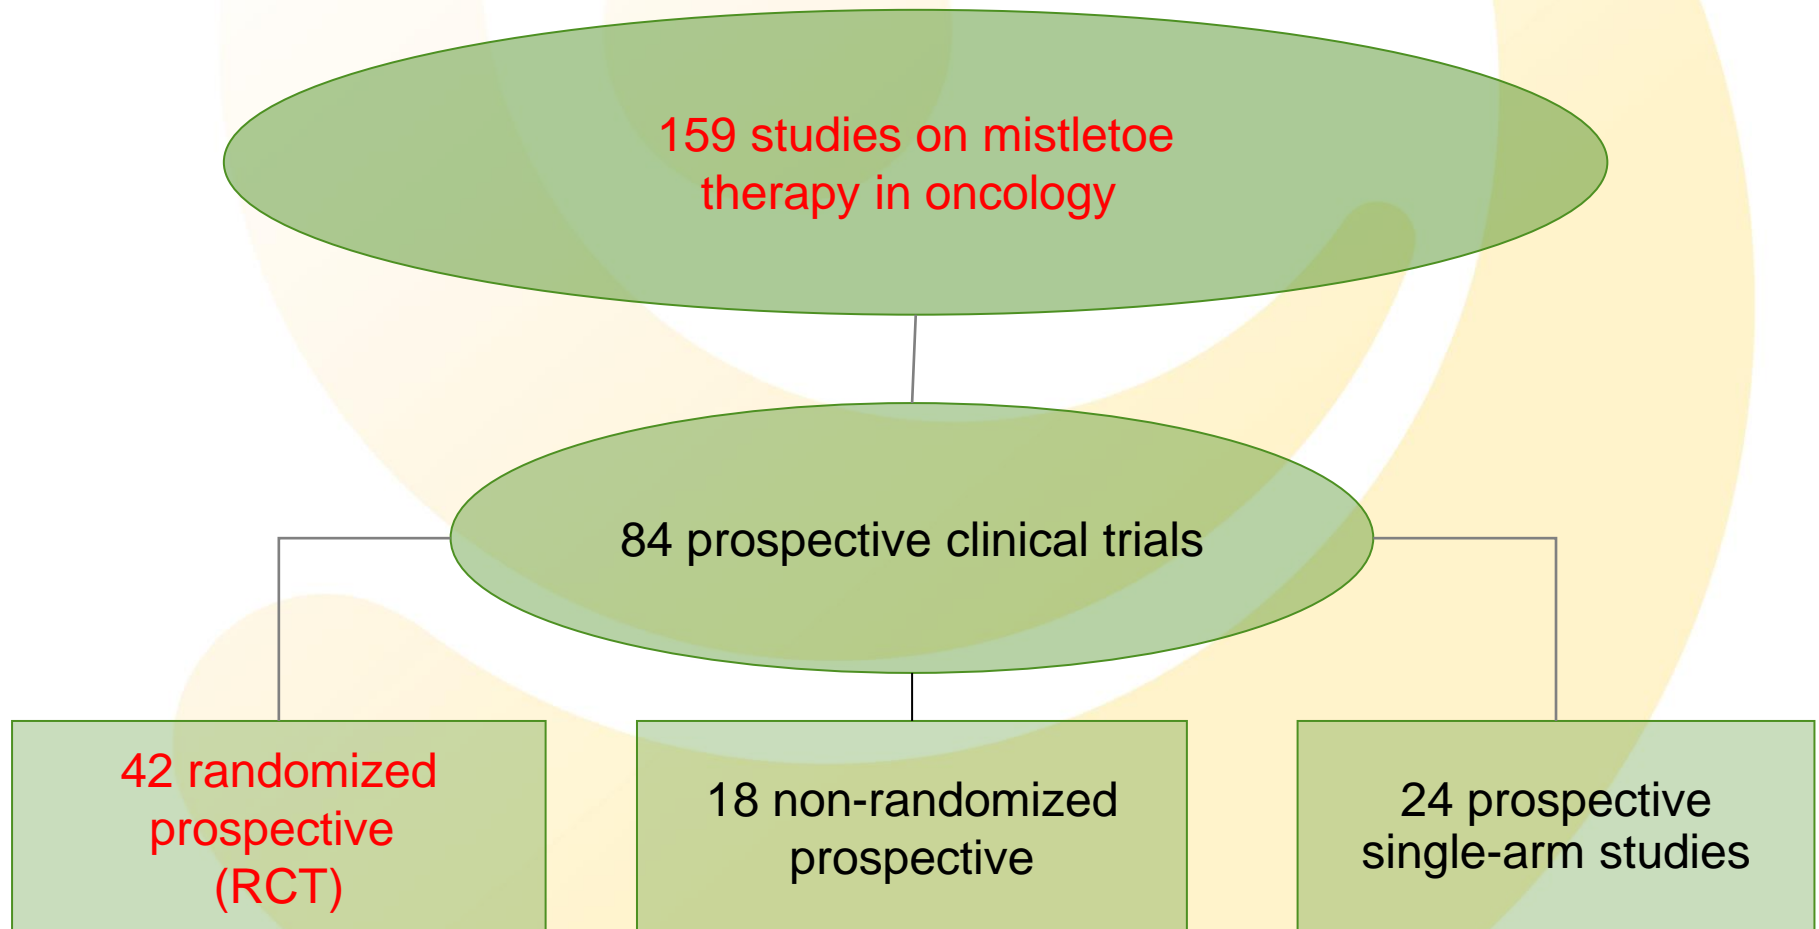 159 studies on mistletoe
therapy in oncology
84 prospective clinical trials
42 randomized
prospective
(RCT)
18 non-randomized
prospective
24 prospective
single-arm studies